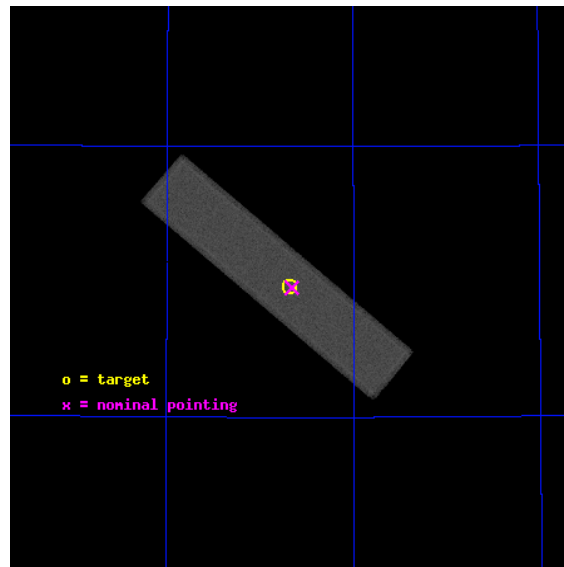 o = target
x = nominal pointing